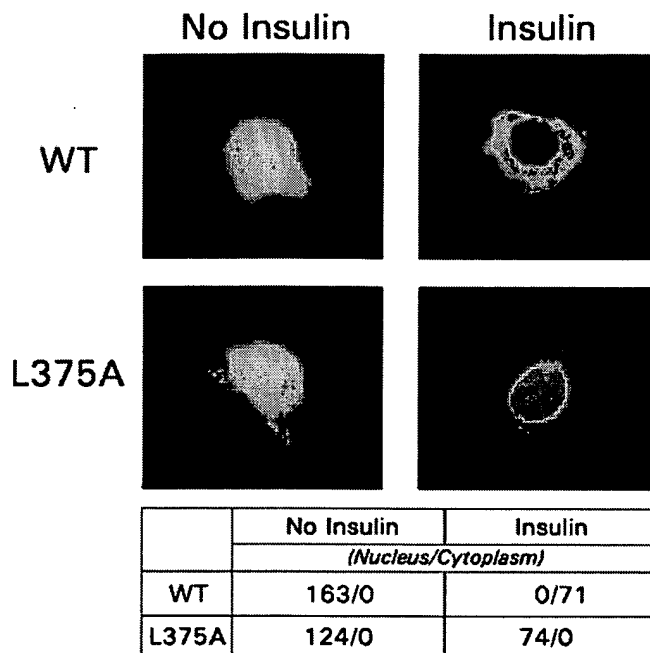 No Insulin Insulin
WT
L375A
No Insulin Insulin
(Nucleus/Cytoplasm)
WT 163/0 0/71
L375A 124/0 74/0